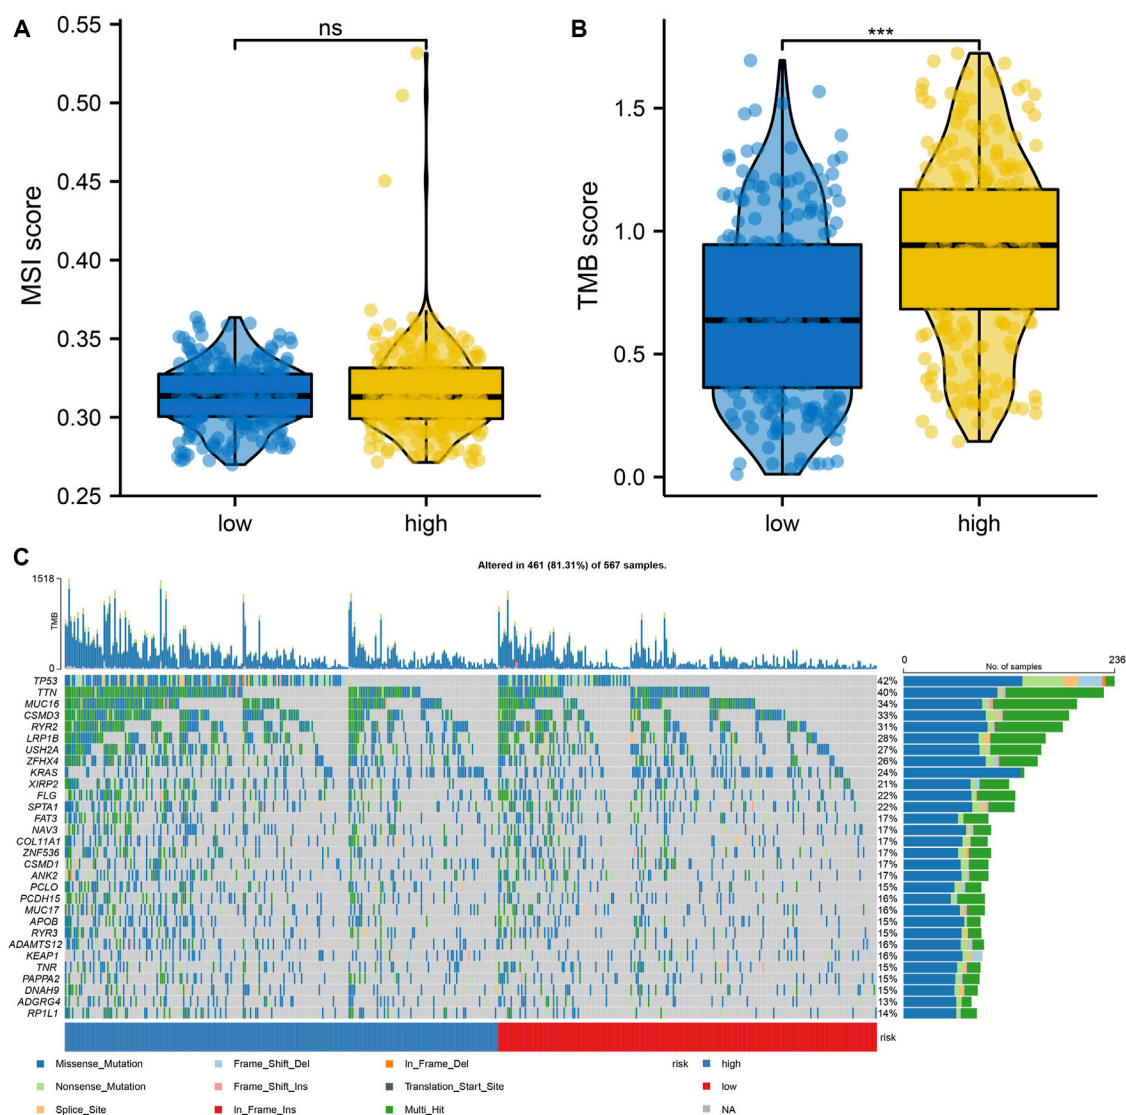 A
MSI score
0.55
0.50
0.45
0.40
0.35
0.30
0.25
ns
low
high
B
TMB score
1.5
1.0
0.5
0.0
***
low
high
C
Altered in 461 (81.31%) of 567 samples.
1518
TMB
0
0
No. of samples
236
TP53 42%
TTN 40%
MUC16 34%
CSMD3 33%
RYR2 31%
LRP1B 28%
USH2A 27%
ZFHX4 26%
KRAS 24%
XIRP2 21%
FLG 22%
SPTA1 22%
FAT3 17%
NAV3 17%
COL11A1 17%
ZNF536 17%
CSMD1 17%
ANK2 17%
PCLO 15%
PCDH15 16%
MUC17 16%
APOB 15%
RYR3 15%
ADAMTS12 16%
KEAP1 16%
TNR 15%
PAPPA2 15%
DNAH9 15%
ADGRG4 13%
RP1L1 14%
risk
Missense_Mutation Frame_Shift_Del In_Frame_Del risk high
Nonsense_Mutation Frame_Shift_Ins Translation_Start_Site low
Splice_Site In_Frame_Ins Multi_Hit NA